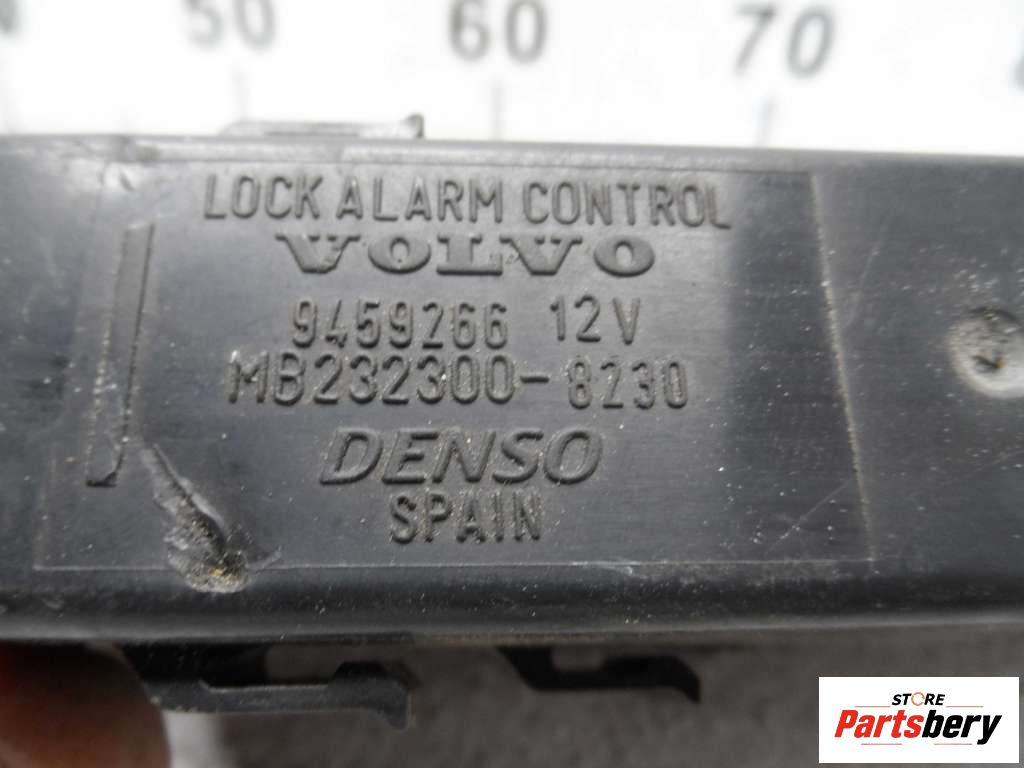 50 60 70
LOCK ALARM CONTROL
VOLVO
9459266 12V
MB232300-8230
DENSO
SPAIN
STORE
Partsbery